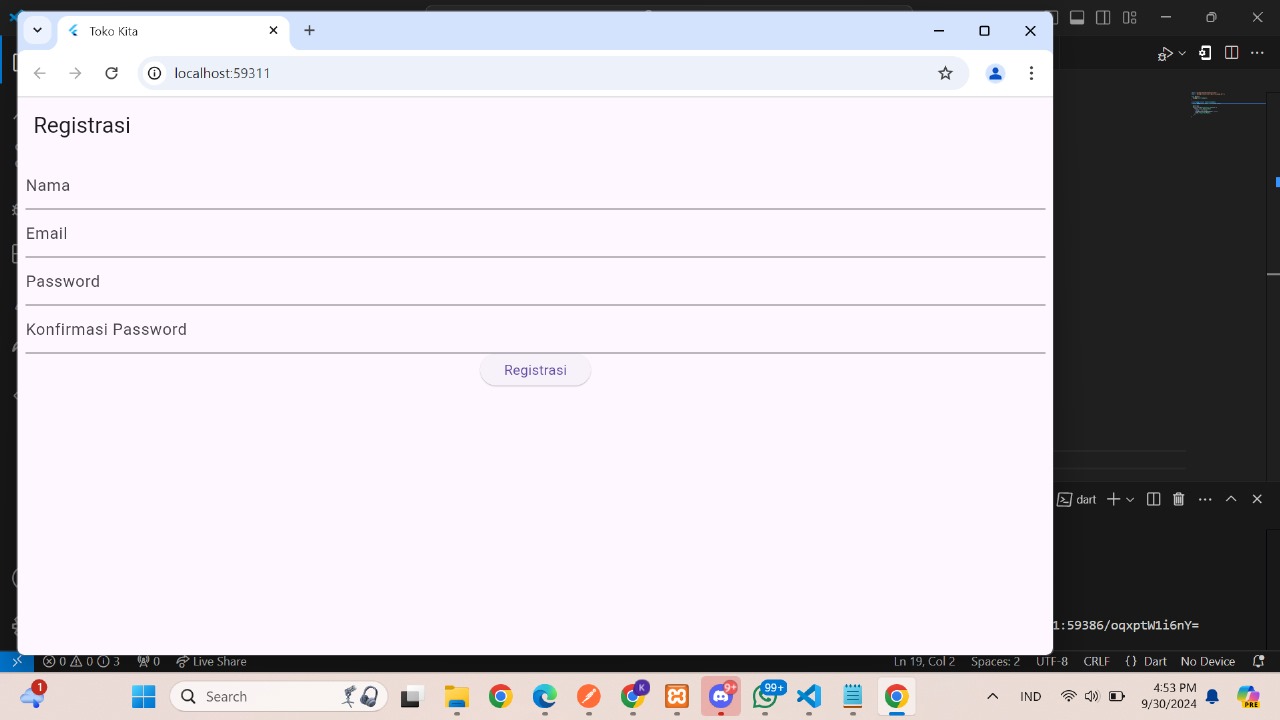 Toko Kita
localhost:59311
Registrasi
Nama
Email
Password
Konfirmasi Password
Registrasi
dart
1:59386/oqxptW1i6nY=
0 0 3 0 Live Share
Ln 19, Col 2 Spaces: 2 UTF-8 CRLF {} Dart No Device
1
Search
K
9+
99+
IND
4:53 PM
9/30/2024
PRE